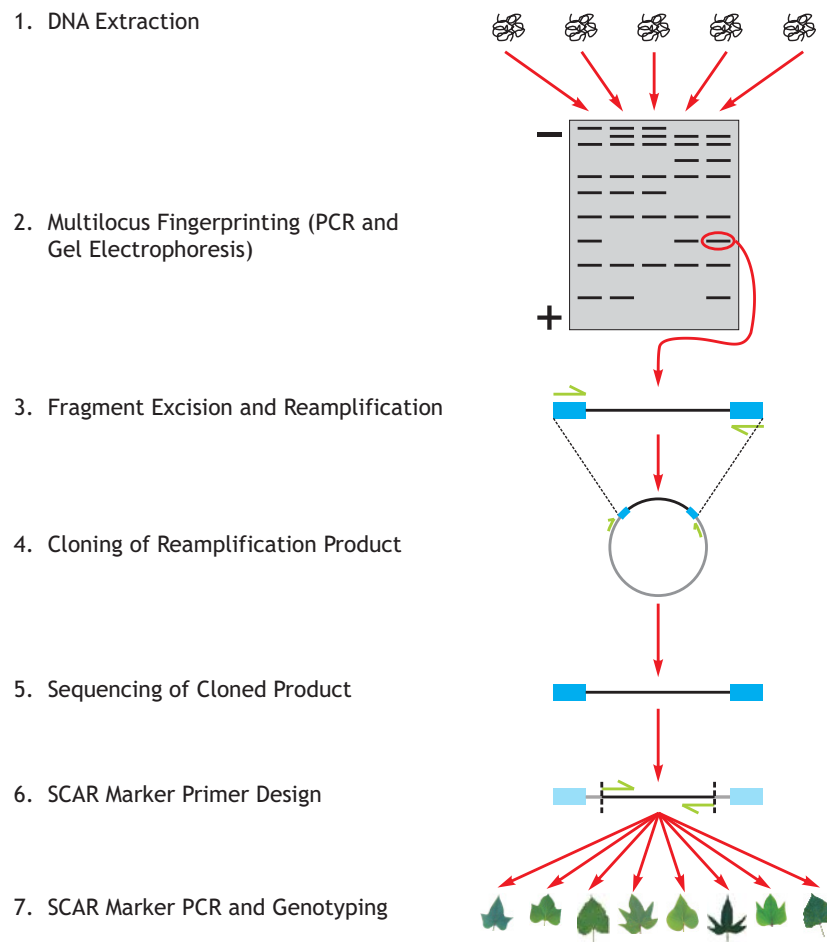 1. DNA Extraction
−
2. Multilocus Fingerprinting (PCR and
Gel Electrophoresis)
+
3. Fragment Excision and Reamplification
4. Cloning of Reamplification Product
5. Sequencing of Cloned Product
6. SCAR Marker Primer Design
7. SCAR Marker PCR and Genotyping